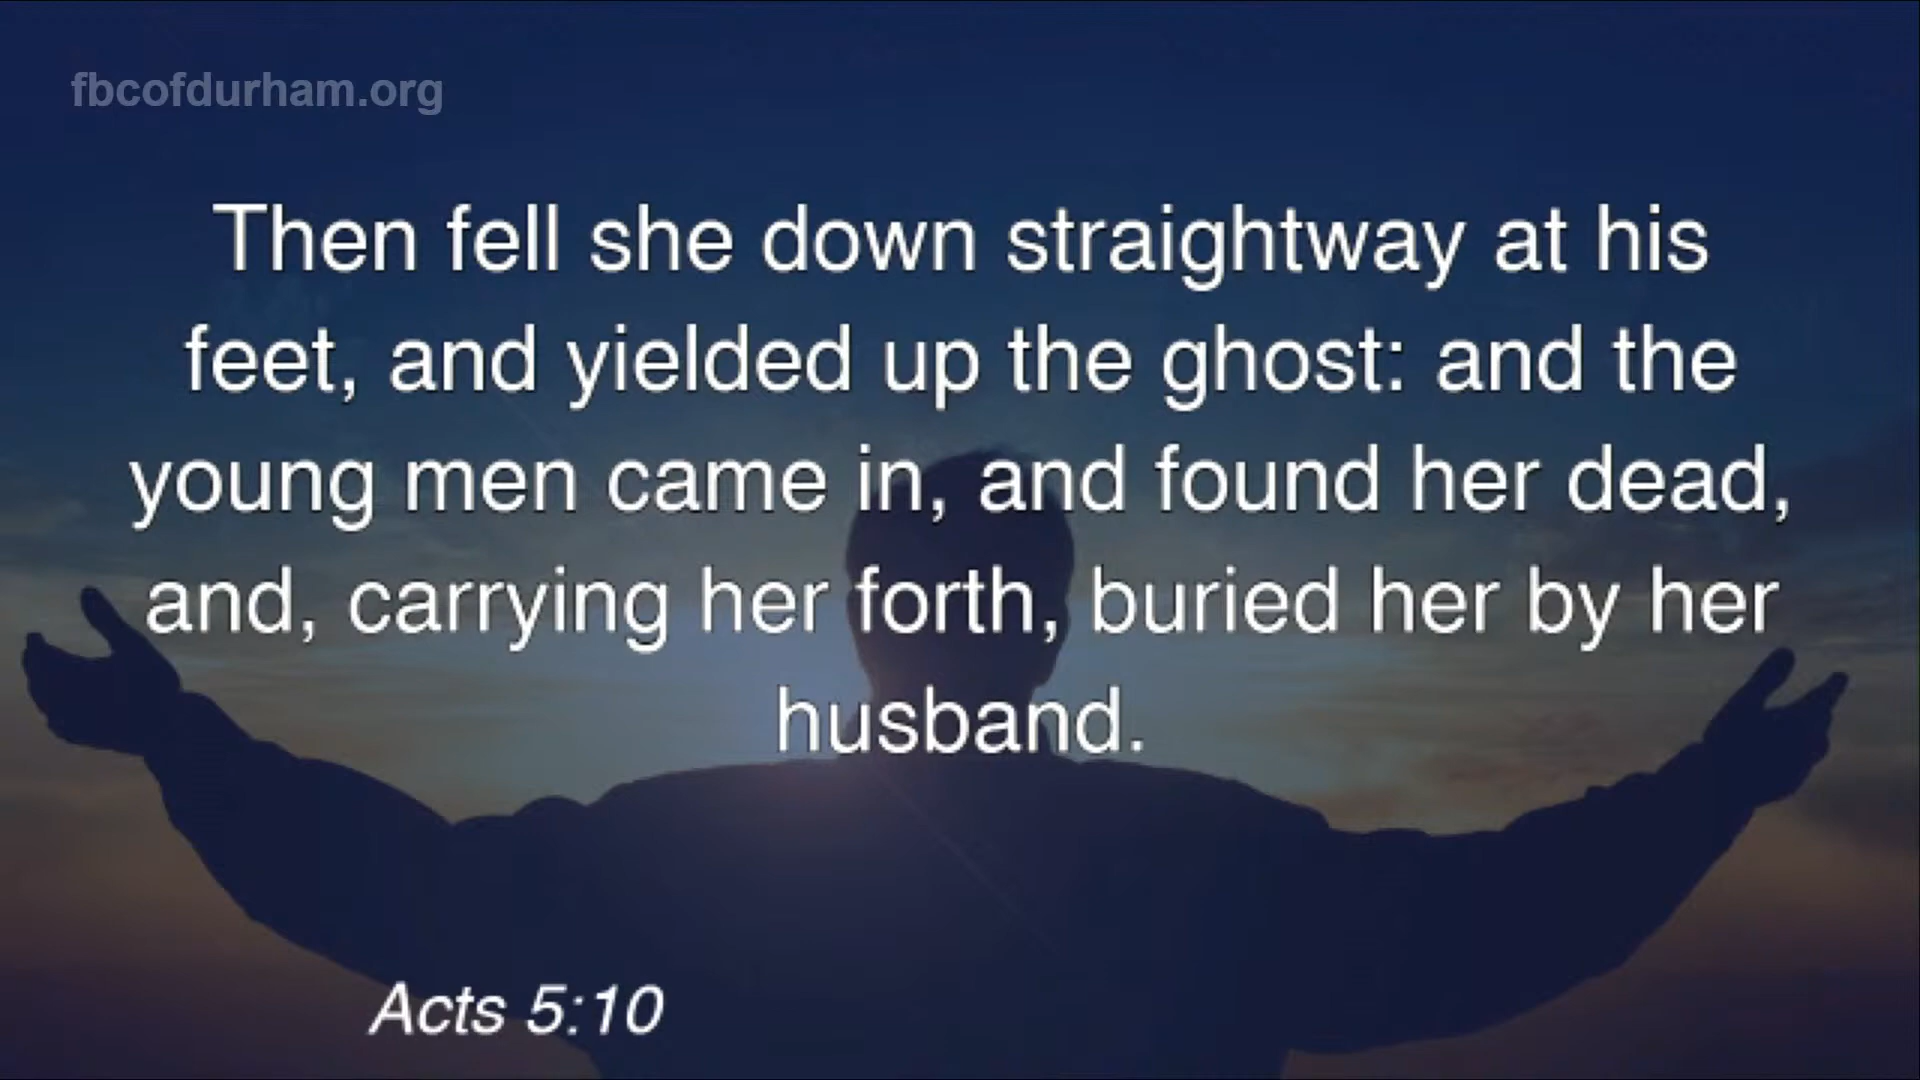 fbcofdurham.org
Then fell she down straightway at his
feet, and yielded up the ghost: and the
young men came in, and found her dead,
and, carrying her forth, buried her by her
husband.
Acts 5:10